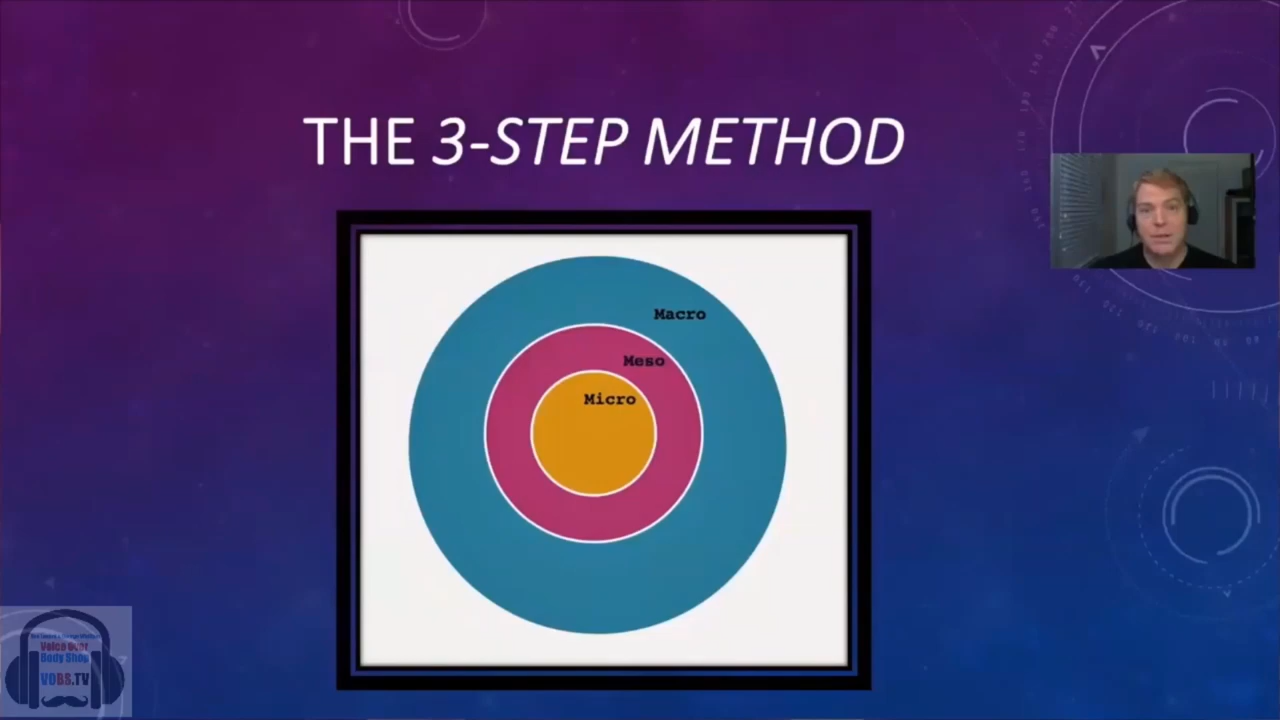 THE 3-STEP METHOD
Macro
Meso
Micro
Voice Over
Body Shop
VOBS.TV